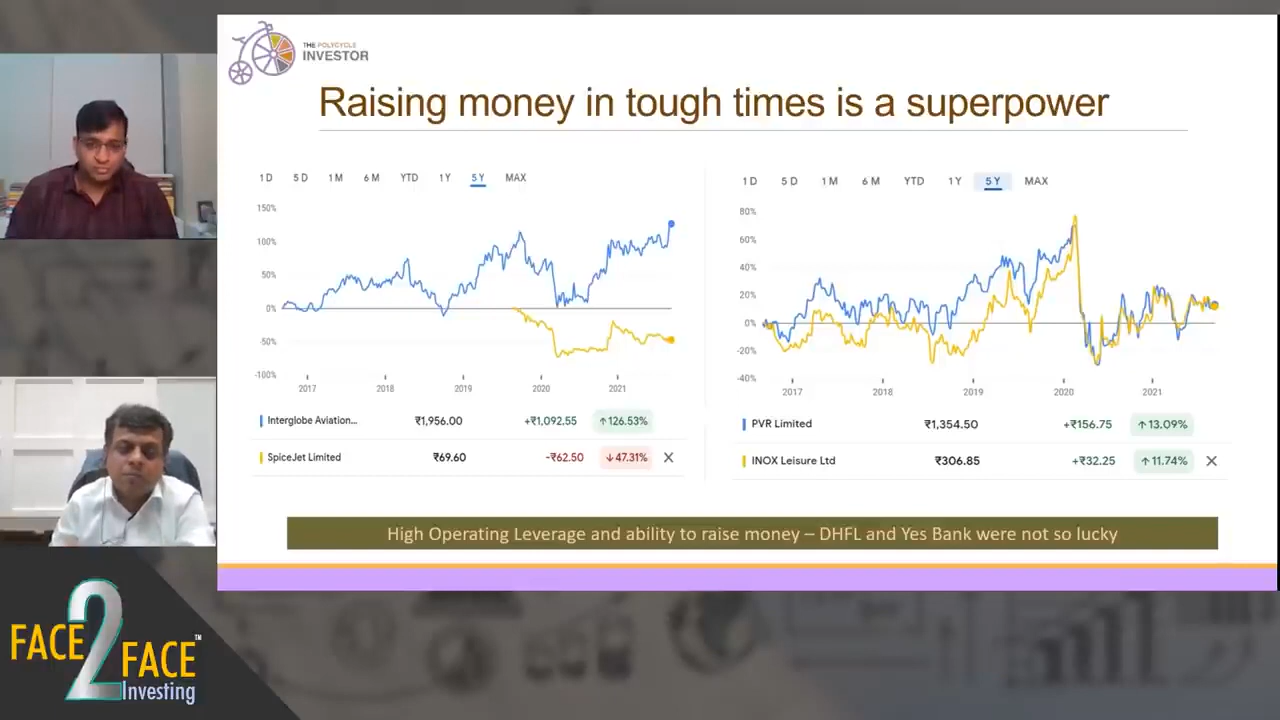 THE POLYCYCLE
INVESTOR
Raising money in tough times is a superpower
1 D 5 D 1 M 6 M YTD 1 Y 5 Y MAX
150%
100%
50%
0%
-50%
-100%
2017 2018 2019 2020 2021
Interglobe Aviation... ₹1,956.00 +₹1,092.55 ↑126.53%
SpiceJet Limited ₹69.60 -₹62.50 ↓47.31% ×
1 D 5 D 1 M 6 M YTD 1 Y 5 Y MAX
80%
60%
40%
20%
0%
-20%
-40%
2017 2018 2019 2020 2021
PVR Limited ₹1,354.50 +₹156.75 ↑13.09%
INOX Leisure Ltd ₹306.85 +₹32.25 ↑11.74% ×
High Operating Leverage and ability to raise money – DHFL and Yes Bank were not so lucky
FACE 2 FACE™
Investing